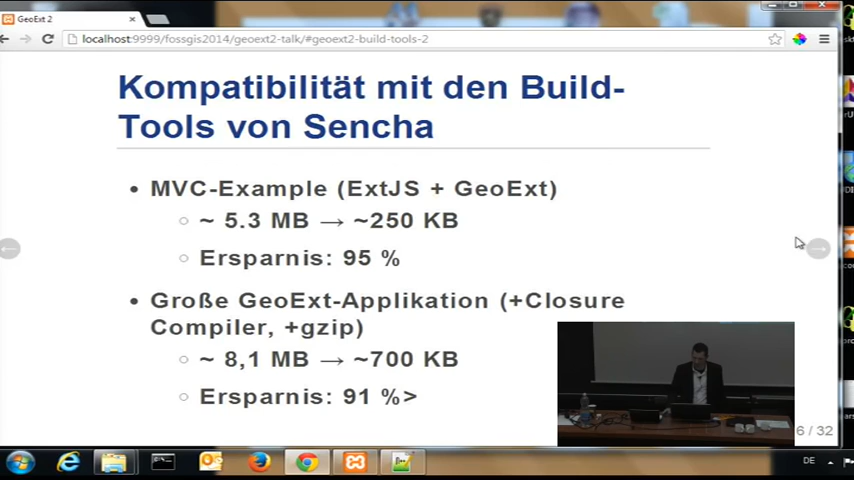 GeoExt 2
localhost:9999/fossgis2014/geoext2-talk/#geoext2-build-tools-2
Kompatibilität mit den Build-
Tools von Sencha
• MVC-Example (ExtJS + GeoExt)
○ ~ 5.3 MB → ~250 KB
○ Ersparnis: 95 %
• Große GeoExt-Applikation (+Closure
Compiler, +gzip)
○ ~ 8,1 MB → ~700 KB
○ Ersparnis: 91 %>
6 / 32
DE